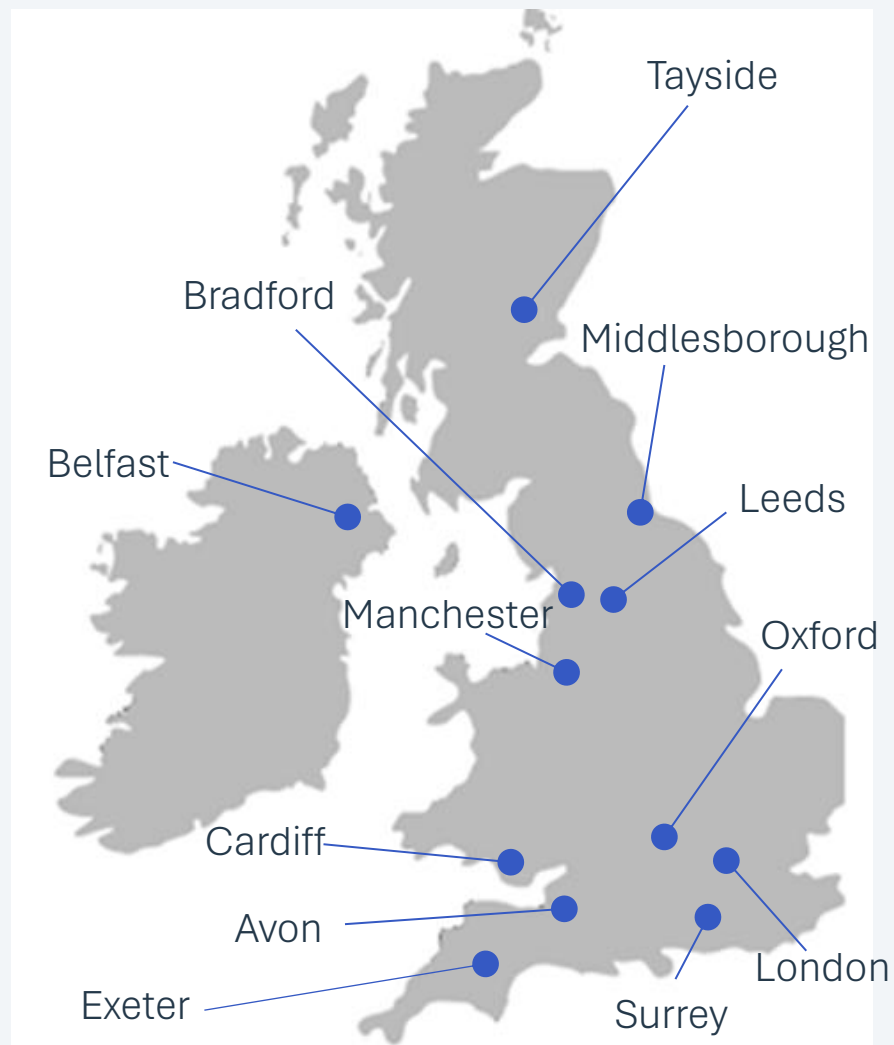 Tayside
Bradford
Middlesborough
Belfast
Leeds
Manchester
Oxford
Cardiff
Avon
London
Exeter
Surrey